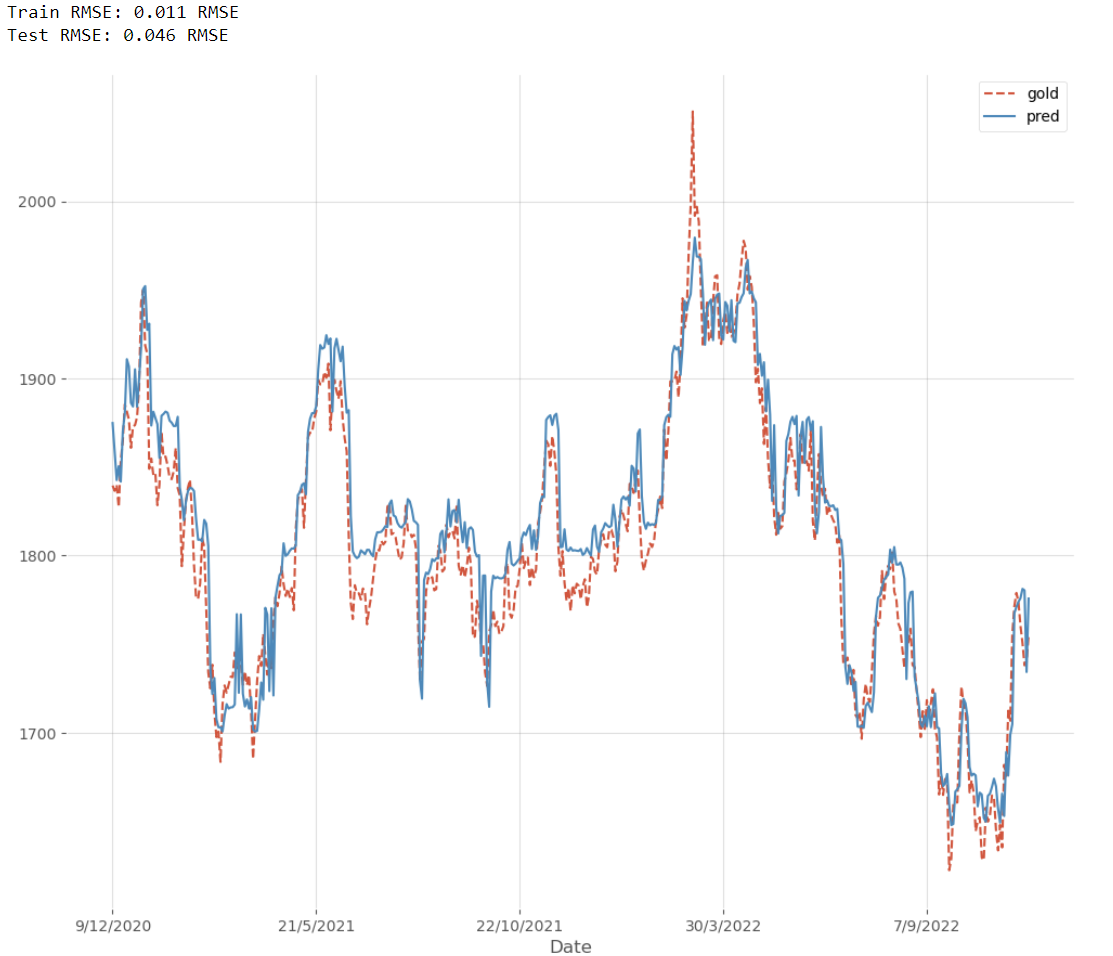 Train RMSE: 0.011 RMSE
Test RMSE: 0.046 RMSE
gold
pred
2000
1900
1800
1700
9/12/2020 21/5/2021 22/10/2021 30/3/2022 7/9/2022
Date